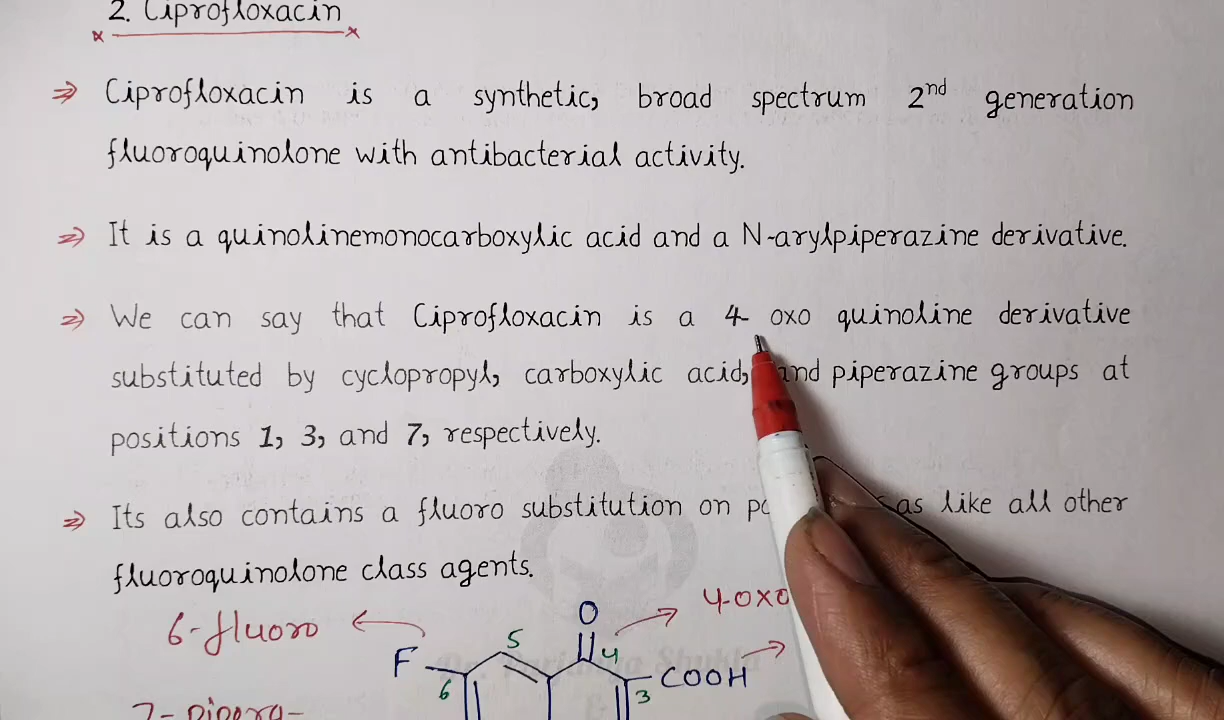 2. Ciprofloxacin
⇒ Ciprofloxacin is a synthetic, broad spectrum 2nd generation
fluoroquinolone with antibacterial activity.
⇒ It is a quinolinemonocarboxylic acid and a N-arylpiperazine derivative.
⇒ We can say that Ciprofloxacin is a 4- oxo quinoline derivative
substituted by cyclopropyl, carboxylic acid, and piperazine groups at
positions 1, 3, and 7, respectively.
⇒ Its also contains a fluoro substitution on as like all other
fluoroquinolone class agents.
6-fluoro
O
4-oxo
5
4
F
6
COOH
3
7-pipera-